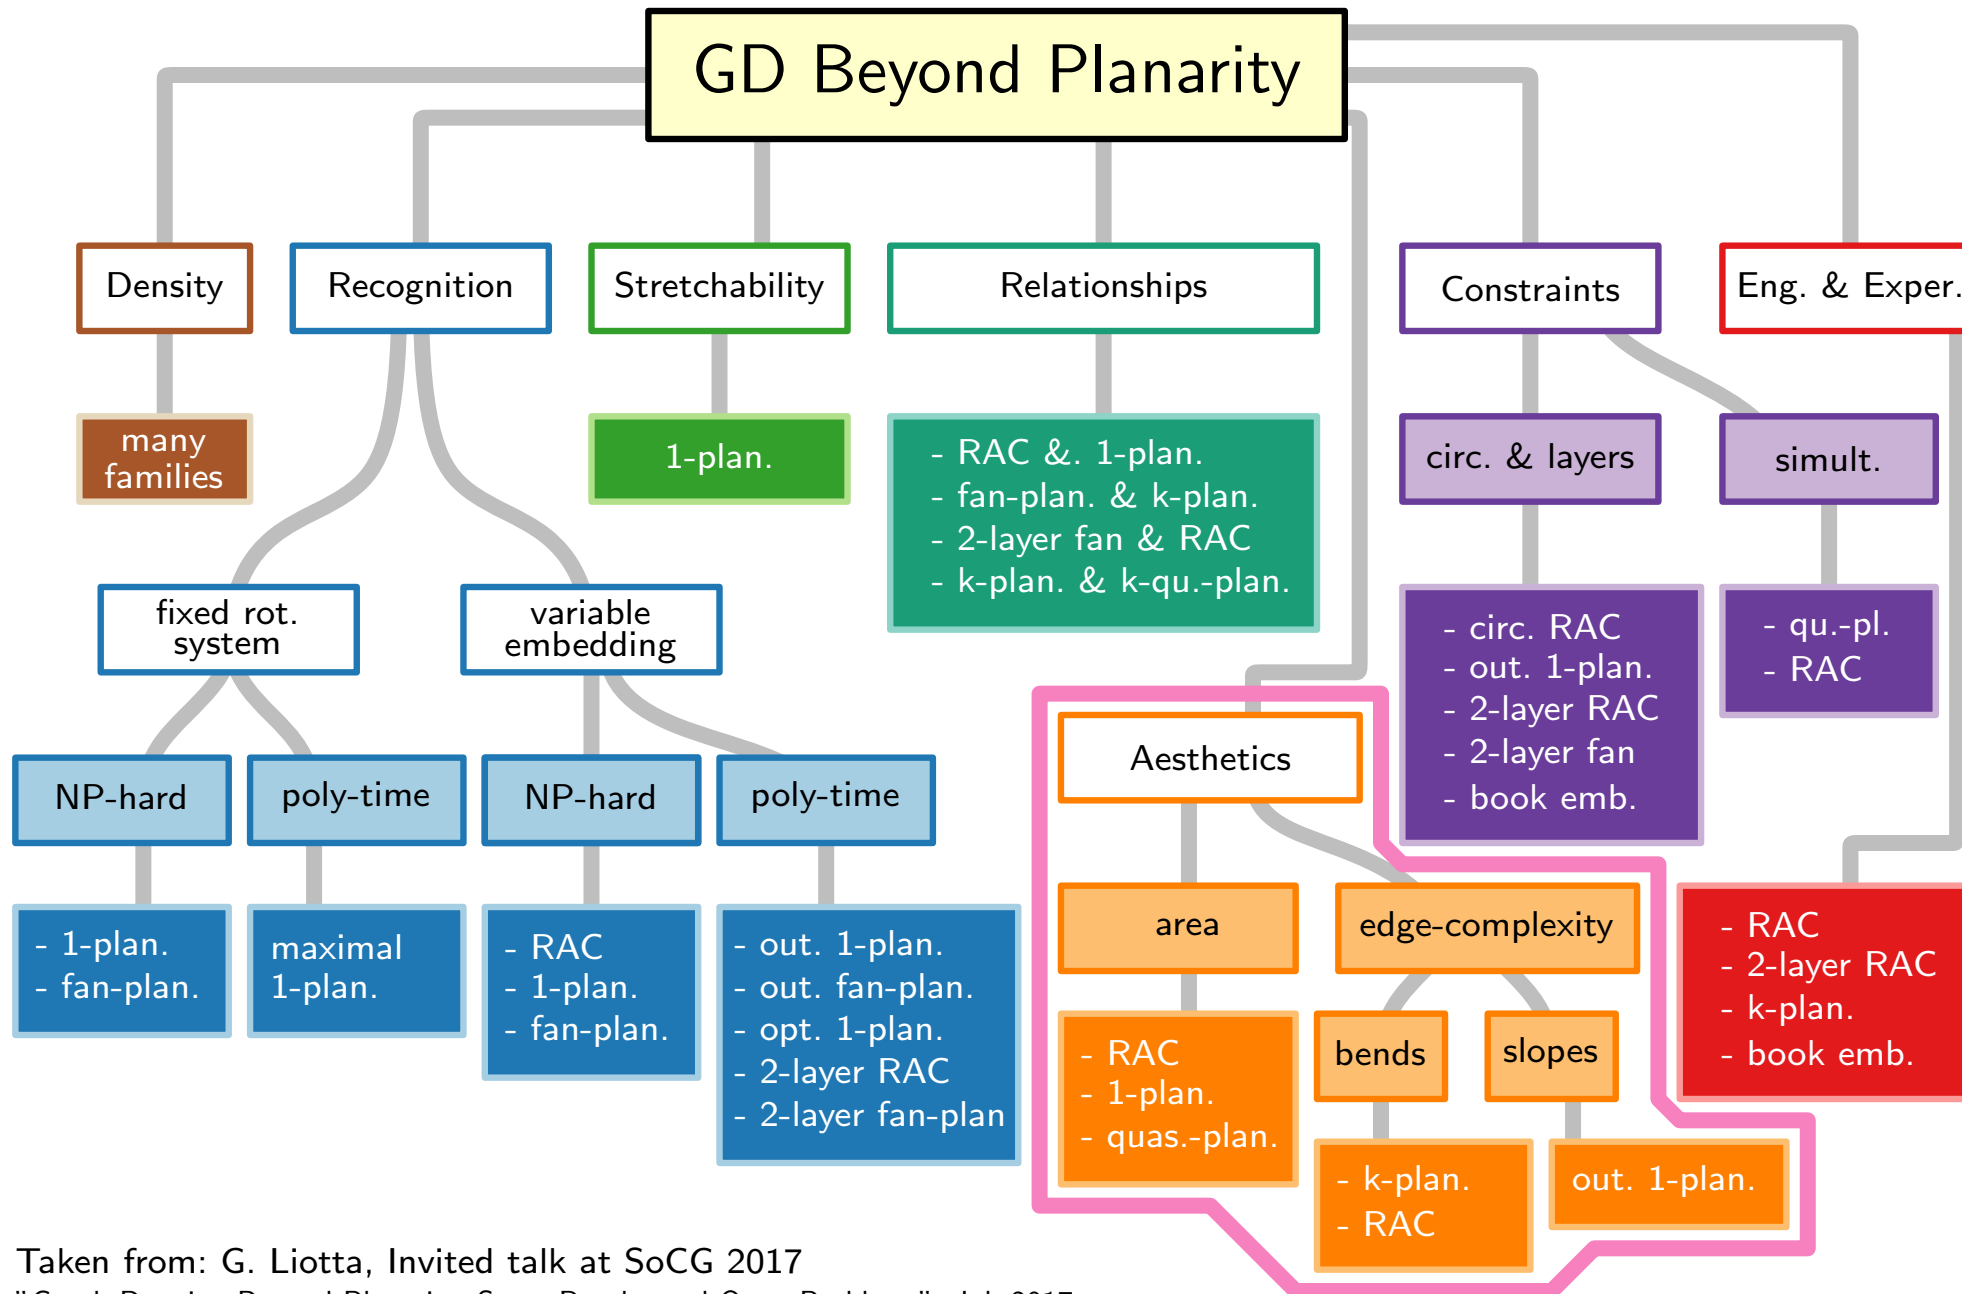 GD Beyond Planarity
Density
Recognition
Stretchability
Relationships
Constraints
Eng. & Exper.
many
families
1-plan.
- RAC &. 1-plan.
- fan-plan. & k-plan.
- 2-layer fan & RAC
- k-plan. & k-qu.-plan.
circ. & layers
simult.
fixed rot.
system
variable
embedding
- circ. RAC
- out. 1-plan.
- 2-layer RAC
- 2-layer fan
- book emb.
- qu.-pl.
- RAC
NP-hard
poly-time
NP-hard
poly-time
Aesthetics
- 1-plan.
- fan-plan.
maximal
1-plan.
- RAC
- 1-plan.
- fan-plan.
- out. 1-plan.
- out. fan-plan.
- opt. 1-plan.
- 2-layer RAC
- 2-layer fan-plan
area
edge-complexity
- RAC
- 2-layer RAC
- k-plan.
- book emb.
- RAC
- 1-plan.
- quas.-plan.
bends
slopes
- k-plan.
- RAC
out. 1-plan.
Taken from: G. Liotta, Invited talk at SoCG 2017